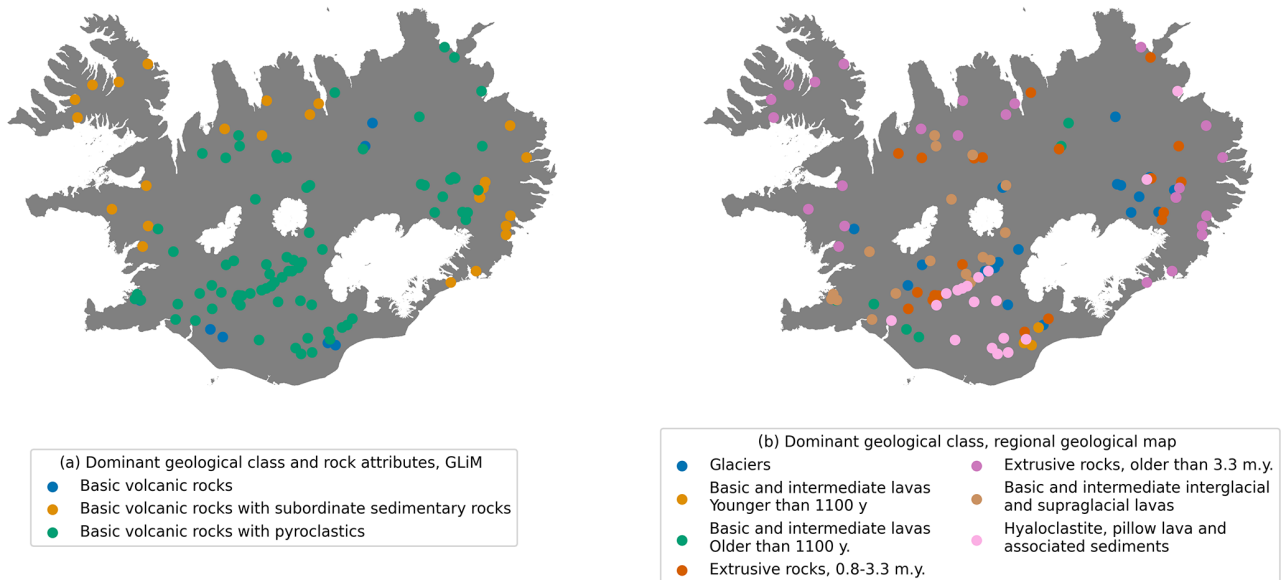 (a) Dominant geological class and rock attributes, GLiM
Basic volcanic rocks
Basic volcanic rocks with subordinate sedimentary rocks
Basic volcanic rocks with pyroclastics
(b) Dominant geological class, regional geological map
Glaciers
Basic and intermediate lavas
Younger than 1100 y
Basic and intermediate lavas
Older than 1100 y.
Extrusive rocks, 0.8-3.3 m.y.
Extrusive rocks, older than 3.3 m.y.
Basic and intermediate interglacial
and supraglacial lavas
Hyaloclastite, pillow lava and
associated sediments